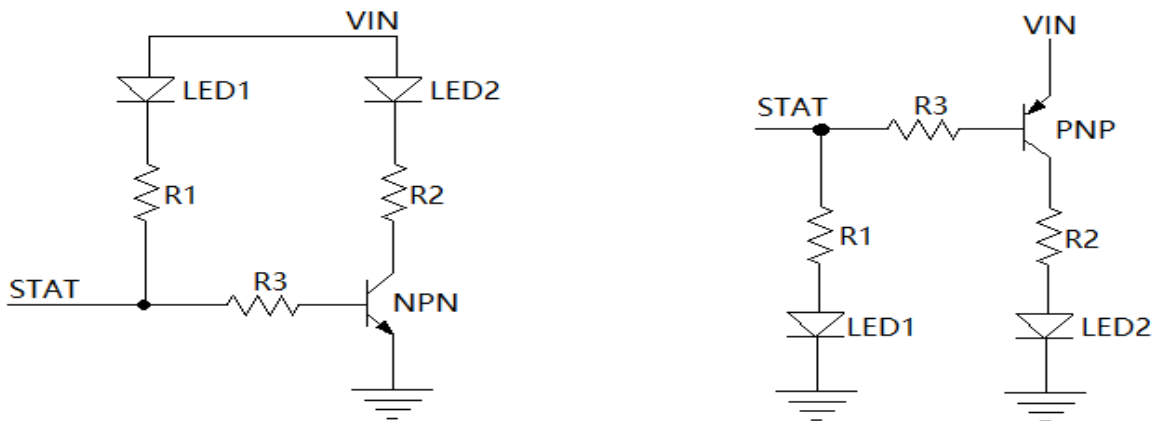 VIN
LED1
LED2
R1
R2
STAT
R3
NPN
VIN
STAT
R3
PNP
R1
R2
LED1
LED2